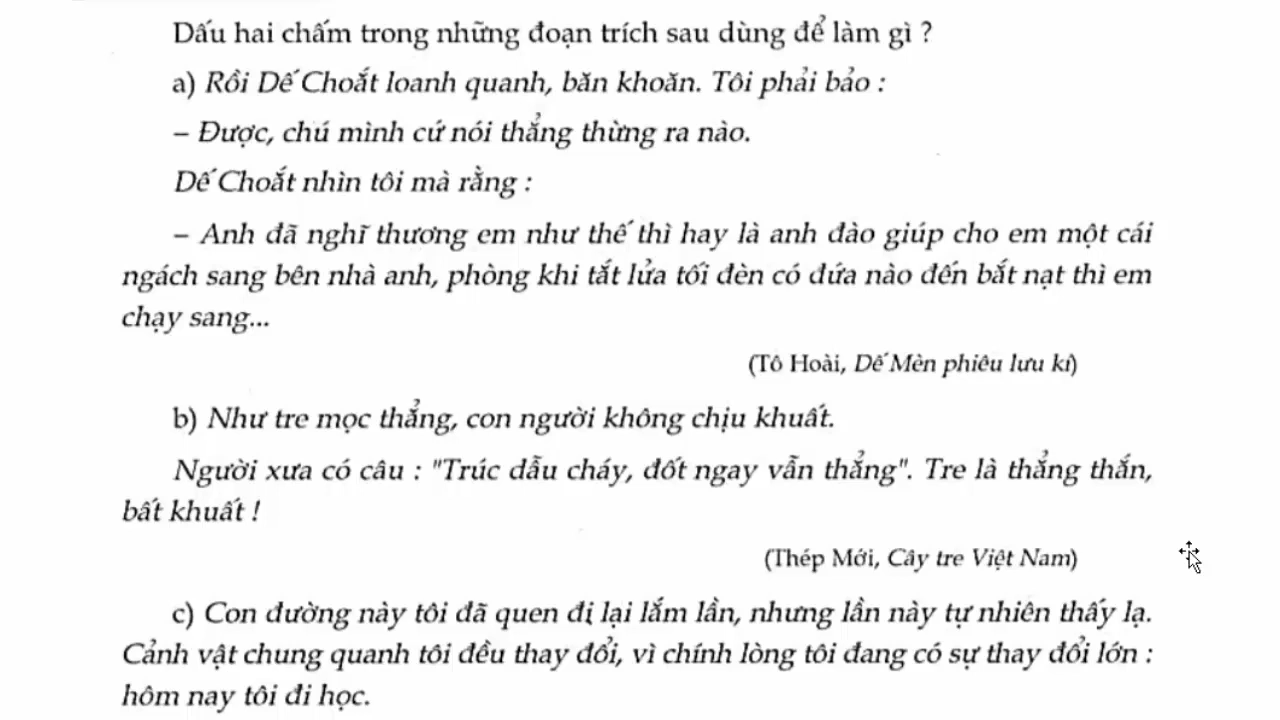 Dấu hai chấm trong những đoạn trích sau dùng để làm gì ?
a) Rồi Dế Choắt loanh quanh, băn khoăn. Tôi phải bảo :
– Được, chú mình cứ nói thẳng thừng ra nào.
Dế Choắt nhìn tôi mà rằng :
– Anh đã nghĩ thương em như thế thì hay là anh đào giúp cho em một cái
ngách sang bên nhà anh, phòng khi tắt lửa tối đèn có đứa nào đến bắt nạt thì em
chạy sang...
(Tô Hoài, Dế Mèn phiêu lưu kí)
b) Như tre mọc thẳng, con người không chịu khuất.
Người xưa có câu : "Trúc dẫu cháy, đốt ngay vẫn thẳng". Tre là thẳng thắn,
bất khuất !
(Thép Mới, Cây tre Việt Nam)
c) Con đường này tôi đã quen đi lại lắm lần, nhưng lần này tự nhiên thấy lạ.
Cảnh vật chung quanh tôi đều thay đổi, vì chính lòng tôi đang có sự thay đổi lớn :
hôm nay tôi đi học.